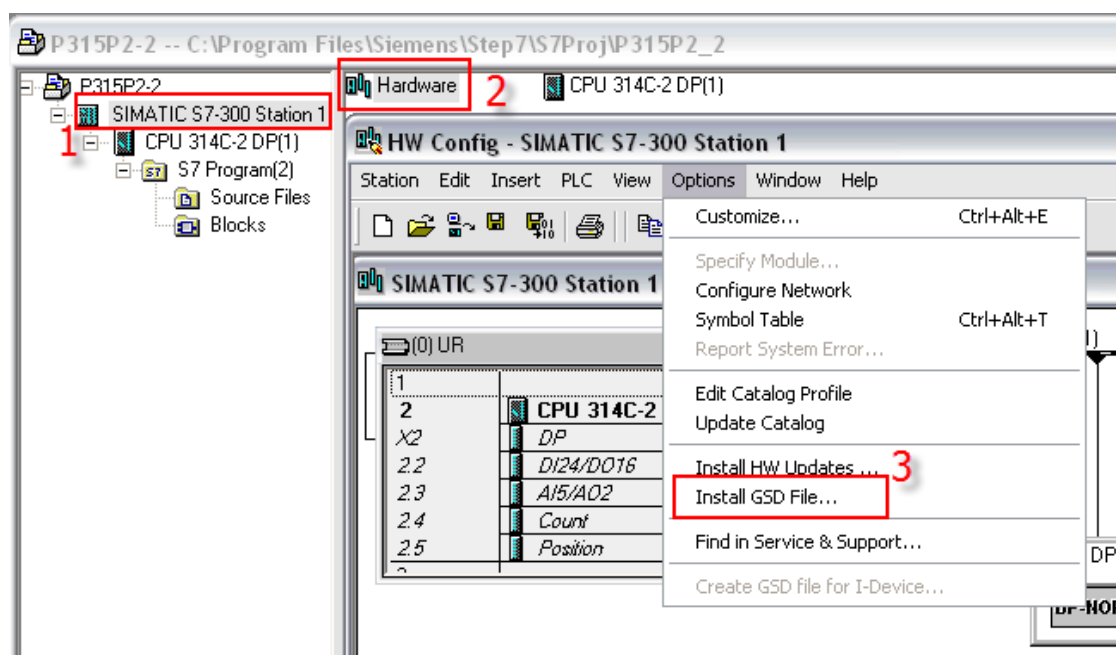 P315P2-2 -- C:\Program Files\Siemens\Step7\S7Proj\P315P2_2
P315P2-2
SIMATIC S7-300 Station 1
1
CPU 314C-2 DP(1)
S7 Program(2)
Source Files
Blocks
Hardware
2
CPU 314C-2 DP(1)
HW Config - SIMATIC S7-300 Station 1
Station Edit Insert PLC View Options Window Help
SIMATIC S7-300 Station 1
(0) UR
1
2 CPU 314C-2
X2 DP
2.2 DI24/DO16
2.3 AI5/AO2
2.4 Count
2.5 Position
Customize... Ctrl+Alt+E
Specify Module...
Configure Network
Symbol Table Ctrl+Alt+T
Report System Error...
Edit Catalog Profile
Update Catalog
Install HW Updates ...
3
Install GSD File...
Find in Service & Support...
Create GSD file for I-Device...
DP